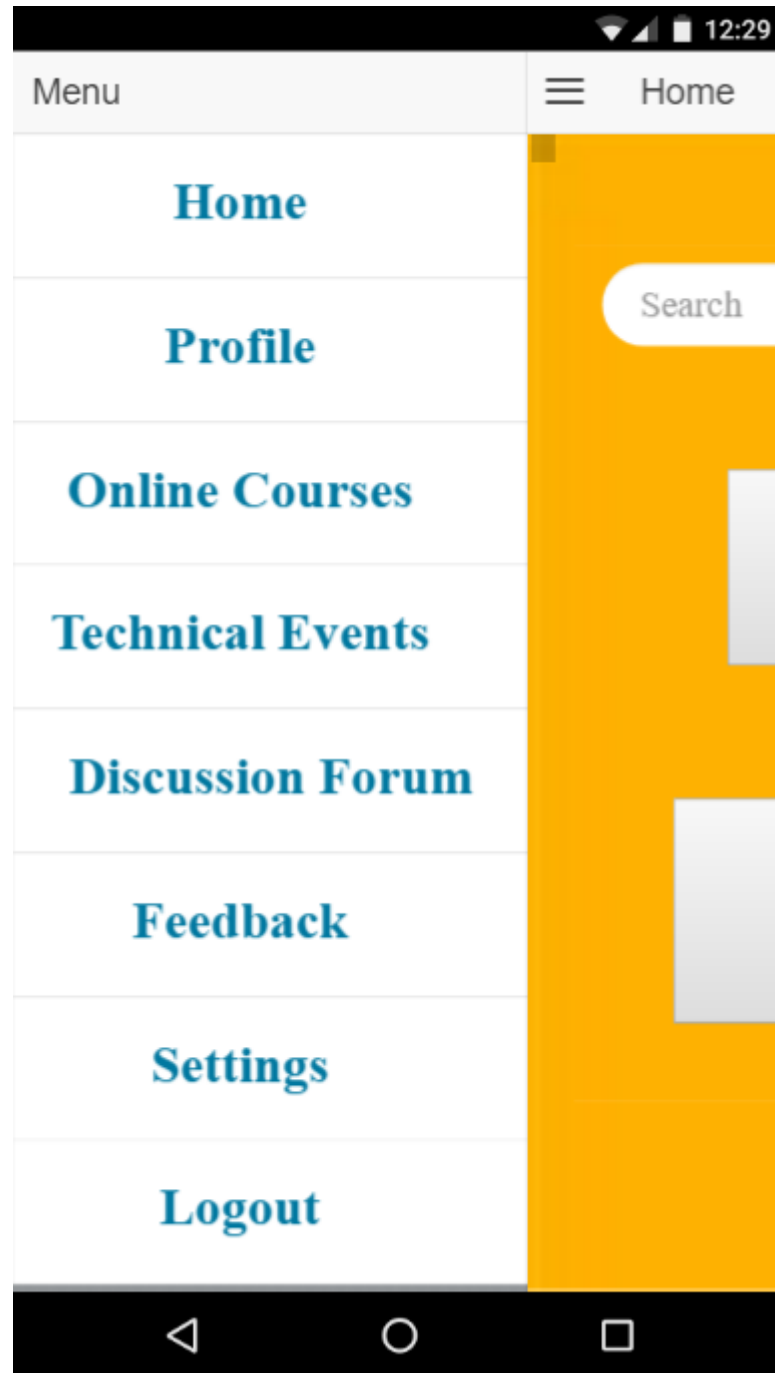 12:29
Menu
Home
Search
Home
Profile
Online Courses
Technical Events
Discussion Forum
Feedback
Settings
Logout